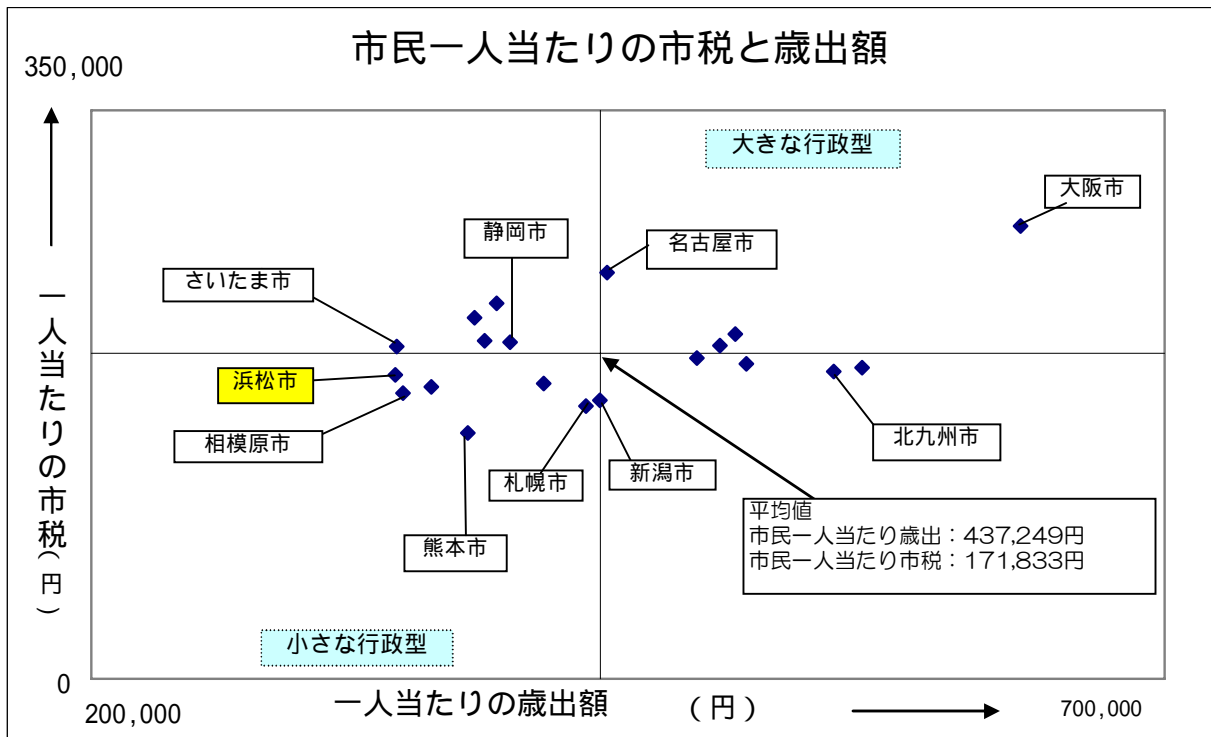 市民一人当たりの市税と歳出額
350,000
大きな行政型
大阪市
静岡市
名古屋市
さいたま市
一人当たりの市税(円)
浜松市
相模原市
北九州市
札幌市
新潟市
熊本市
平均値
市民一人当たり歳出：437,249円
市民一人当たり市税：171,833円
小さな行政型
0
200,000
一人当たりの歳出額 (円)
700,000